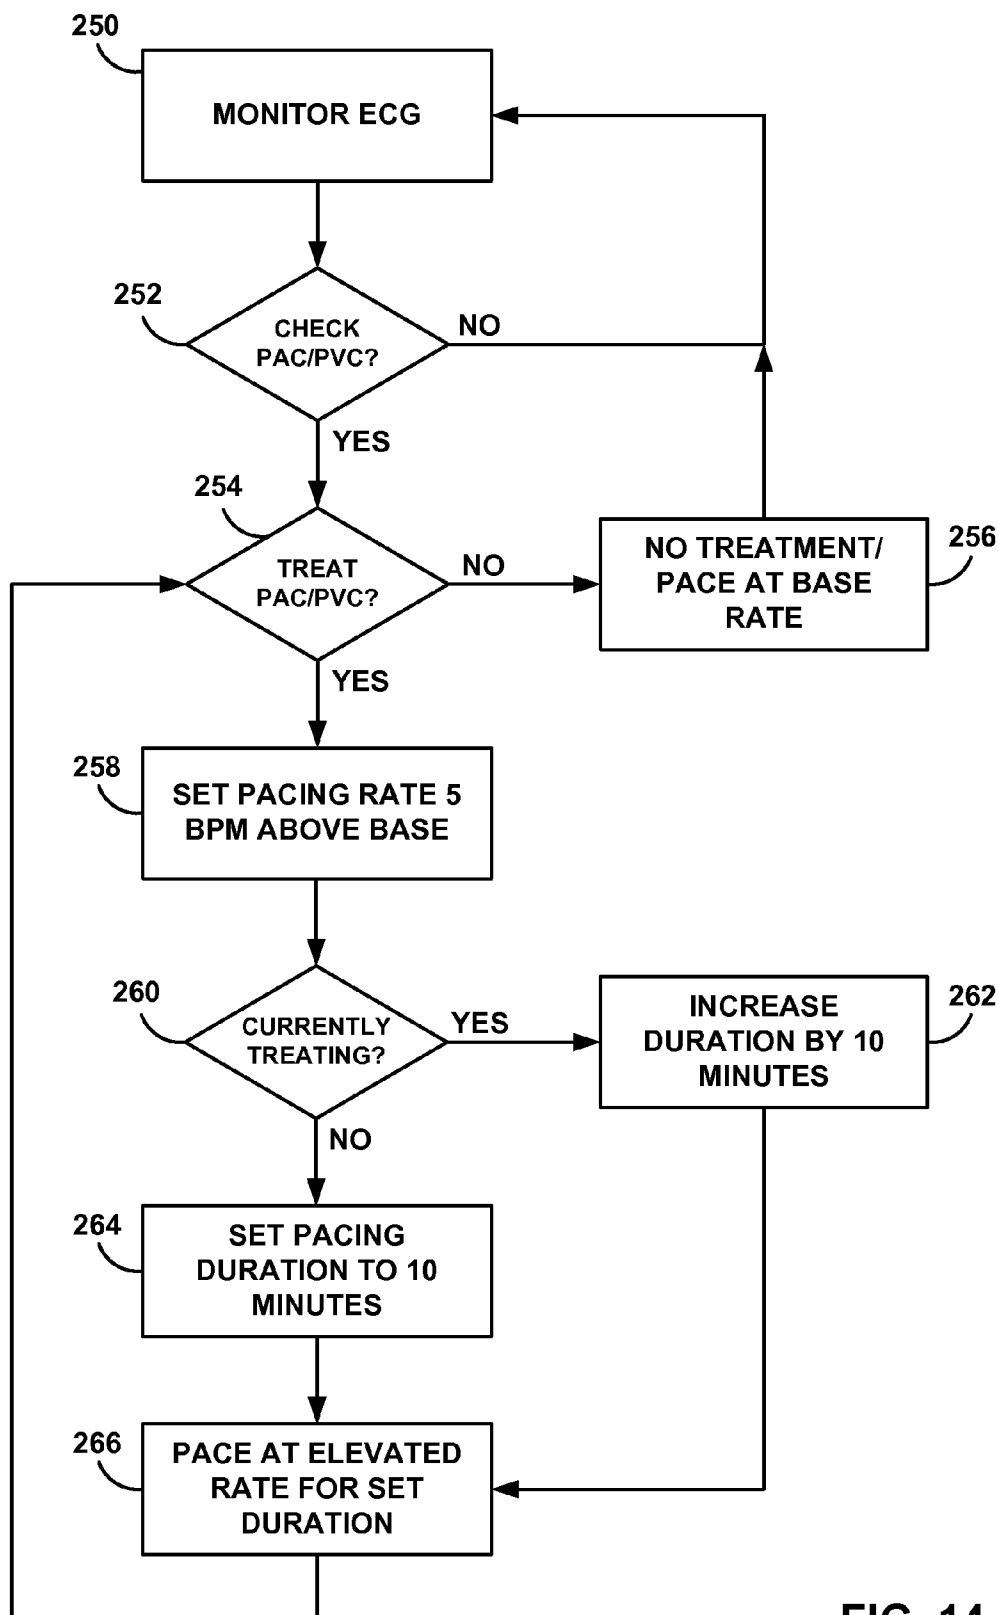 250
MONITOR ECG
252
CHECK
PAC/PVC?
NO
YES
254
TREAT
PAC/PVC?
NO
256
NO TREATMENT/
PACE AT BASE
RATE
YES
258
SET PACING RATE 5
BPM ABOVE BASE
260
CURRENTLY
TREATING?
YES
262
INCREASE
DURATION BY 10
MINUTES
NO
264
SET PACING
DURATION TO 10
MINUTES
266
PACE AT ELEVATED
RATE FOR SET
DURATION
FIG. 14